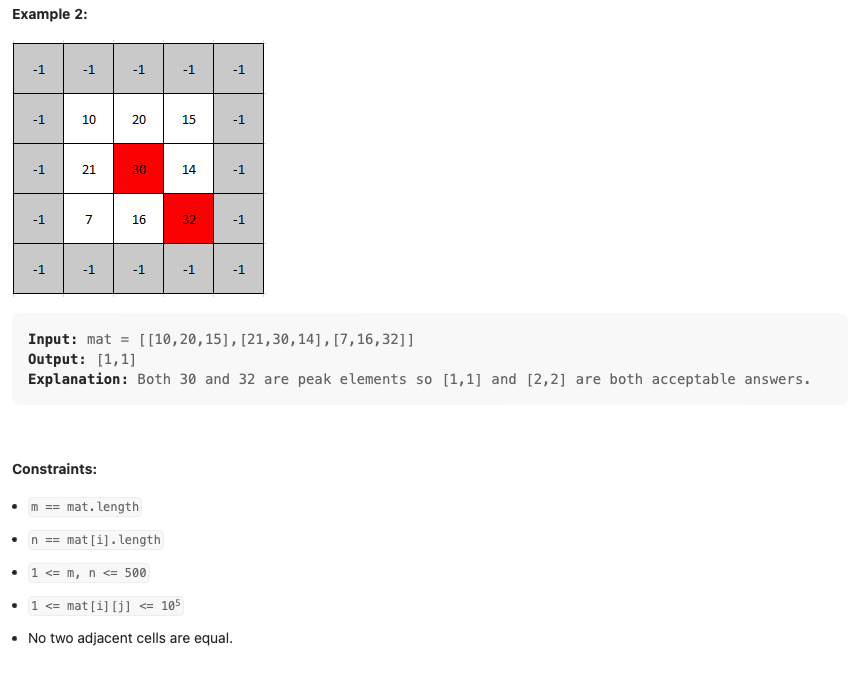 Example 2:
-1 -1 -1 -1 -1
-1 10 20 15 -1
-1 21 30 14 -1
-1 7 16 32 -1
-1 -1 -1 -1 -1
Input: mat = [[10,20,15],[21,30,14],[7,16,32]]
Output: [1,1]
Explanation: Both 30 and 32 are peak elements so [1,1] and [2,2] are both acceptable answers.
Constraints:
• m == mat.length
• n == mat[i].length
• 1 <= m, n <= 500
• 1 <= mat[i][j] <= 10⁵
• No two adjacent cells are equal.